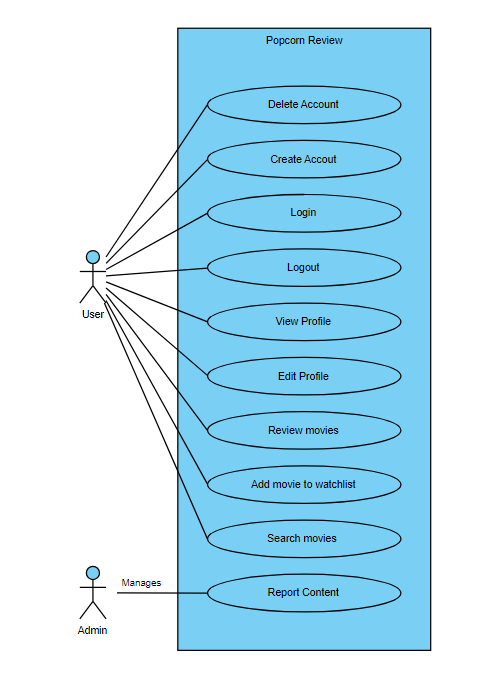 Popcorn Review
Delete Account
Create Accout
Login
Logout
View Profile
User
Edit Profile
Review movies
Add movie to watchlist
Search movies
Manages
Report Content
Admin